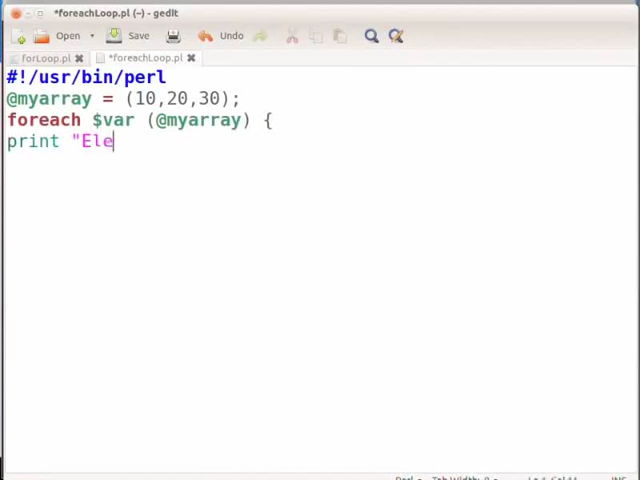 *foreachLoop.pl (~) - gedit
Open Save Undo
forLoop.pl *foreachLoop.pl
#!/usr/bin/perl
@myarray = (10,20,30);
foreach $var (@myarray) {
print "Ele